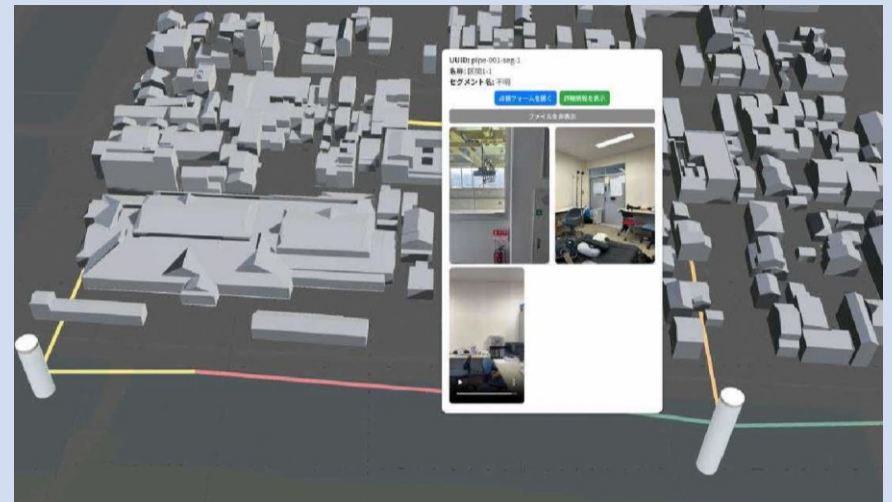 UUID: pipe-001-seg-1
名称: 区間1-1
セグメント名: 不明
点検フォームを開く 詳細情報を表示
ファイルを非表示